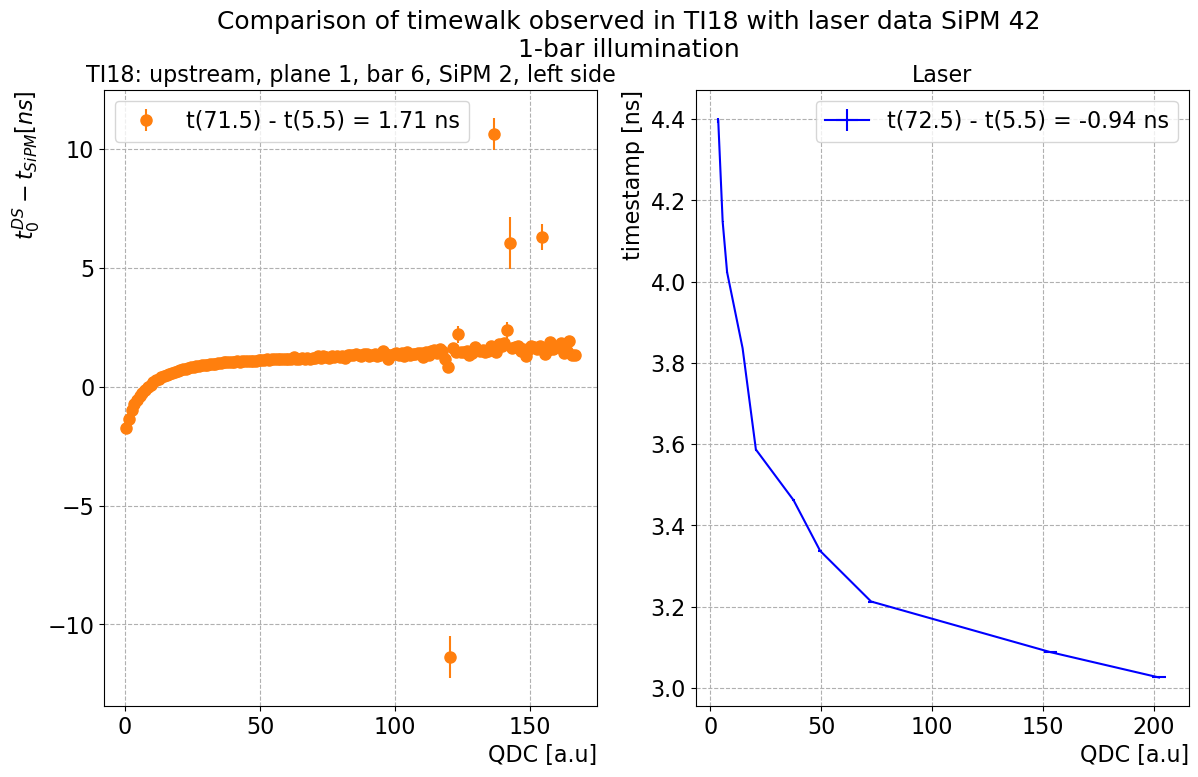 Comparison of timewalk observed in TI18 with laser data SiPM 42
1-bar illumination
TI18: upstream, plane 1, bar 6, SiPM 2, left side
t(71.5) - t(5.5) = 1.71 ns
t_0^{DS} − t_{SiPM}[ns]
10
5
0
−5
−10
0 50 100 150
QDC [a.u]
Laser
t(72.5) - t(5.5) = -0.94 ns
timestamp [ns]
4.4
4.2
4.0
3.8
3.6
3.4
3.2
3.0
0 50 100 150 200
QDC [a.u]